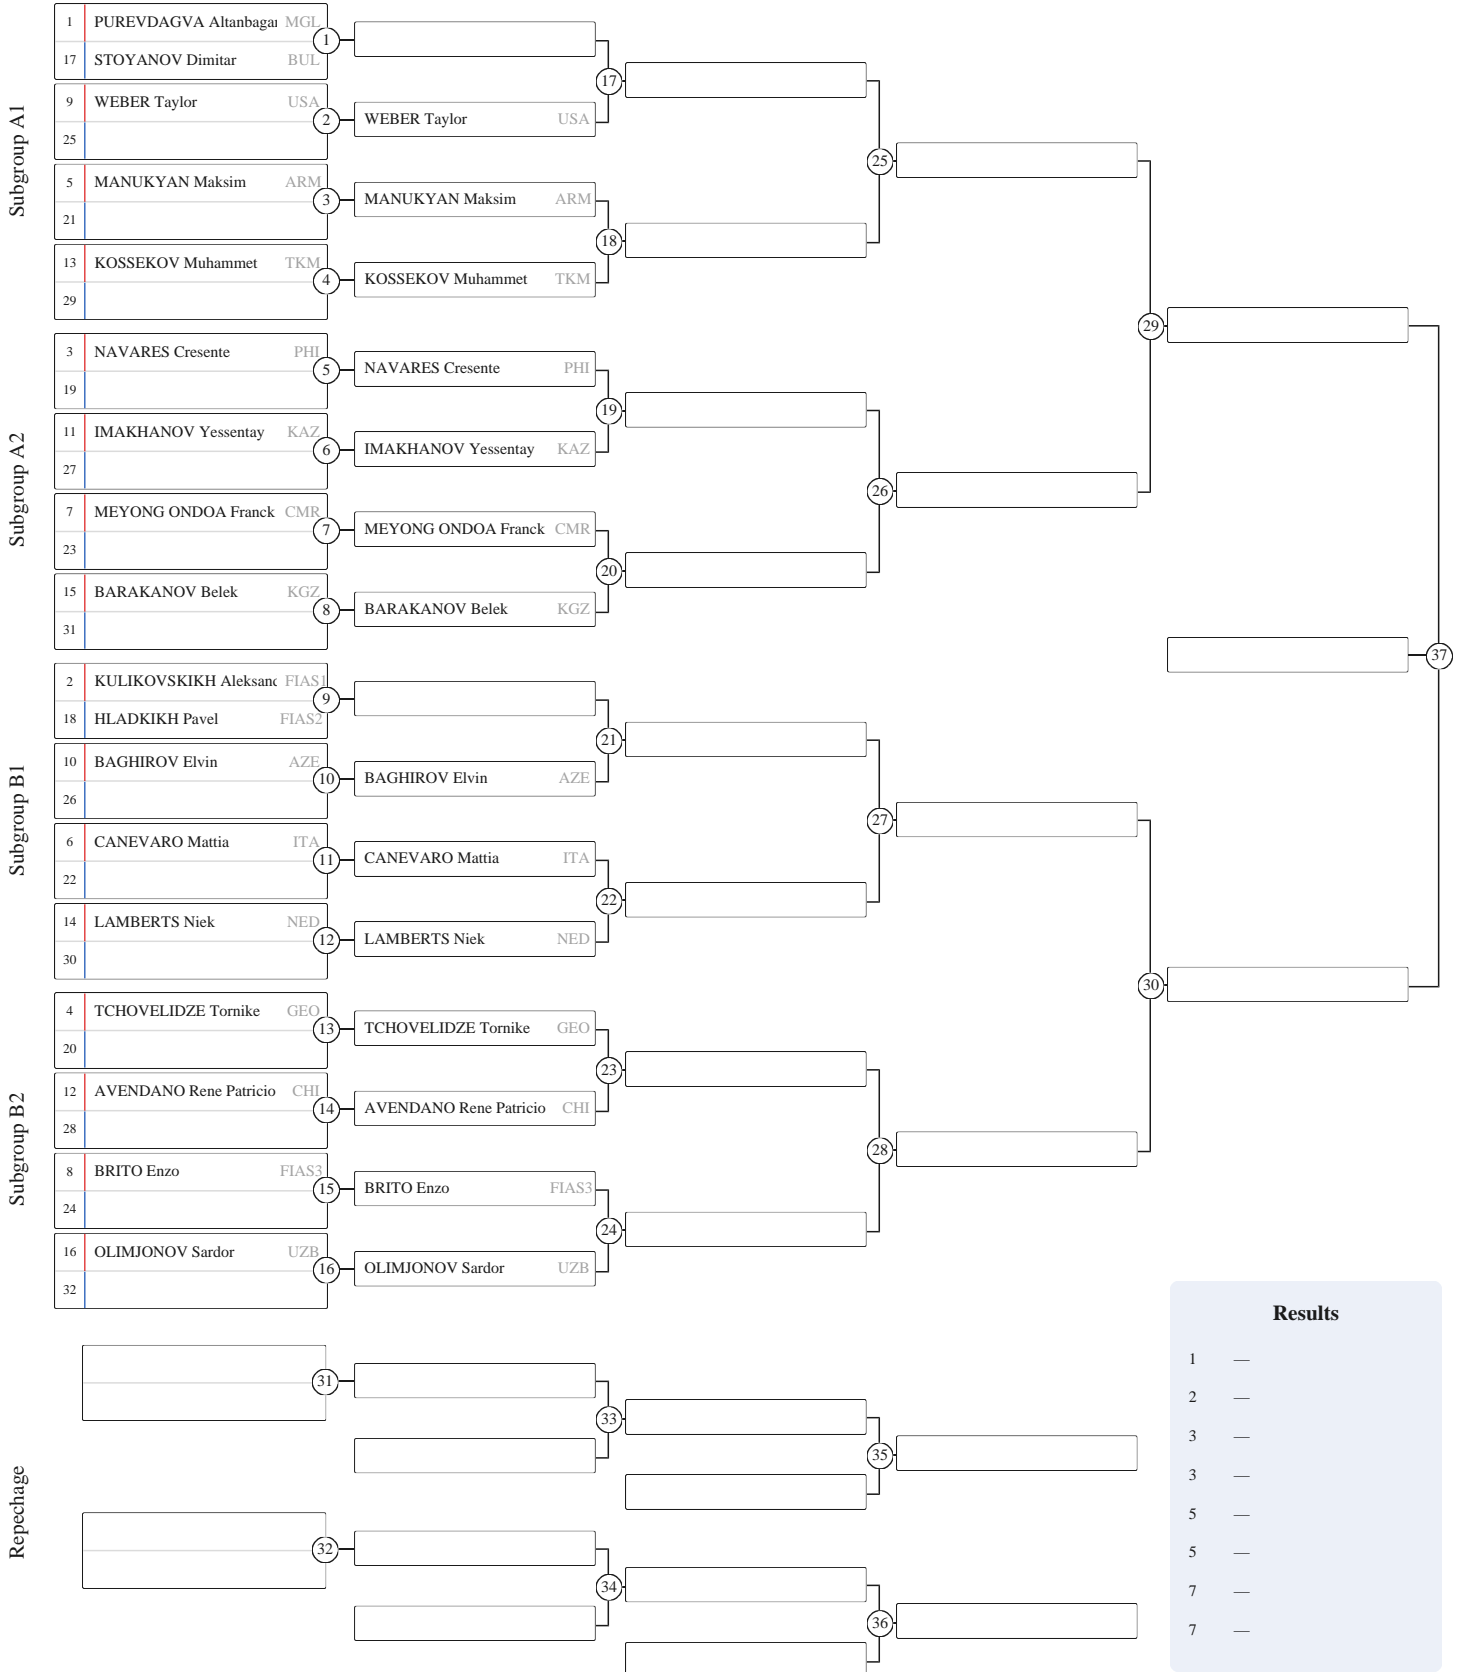 Subgroup A1
1 PUREVDAGVA Altanbagai MGL
17 STOYANOV Dimitar BUL
1
9 WEBER Taylor USA
25
2
WEBER Taylor USA
17
5 MANUKYAN Maksim ARM
21
3
MANUKYAN Maksim ARM
13 KOSSEKOV Muhammet TKM
29
4
KOSSEKOV Muhammet TKM
18
25
Subgroup A2
3 NAVARES Cresente PHI
19
5
NAVARES Cresente PHI
11 IMAKHANOV Yessentay KAZ
27
6
IMAKHANOV Yessentay KAZ
19
7 MEYONG ONDOA Franck CMR
23
7
MEYONG ONDOA Franck CMR
15 BARAKANOV Belek KGZ
31
8
BARAKANOV Belek KGZ
20
26
29
Subgroup B1
2 KULIKOVSKIKH Aleksand FIAS1
18 HLADKIKH Pavel FIAS2
9
10 BAGHIROV Elvin AZE
26
10
BAGHIROV Elvin AZE
21
6 CANEVARO Mattia ITA
22
11
CANEVARO Mattia ITA
14 LAMBERTS Niek NED
30
12
LAMBERTS Niek NED
22
27
Subgroup B2
4 TCHOVELIDZE Tornike GEO
20
13
TCHOVELIDZE Tornike GEO
12 AVENDANO Rene Patricio CHI
28
14
AVENDANO Rene Patricio CHI
23
8 BRITO Enzo FIAS3
24
15
BRITO Enzo FIAS3
16 OLIMJONOV Sardor UZB
32
16
OLIMJONOV Sardor UZB
24
28
30
37
Repechage
31
33
35
32
34
36
Results
1 —
2 —
3 —
3 —
5 —
5 —
7 —
7 —